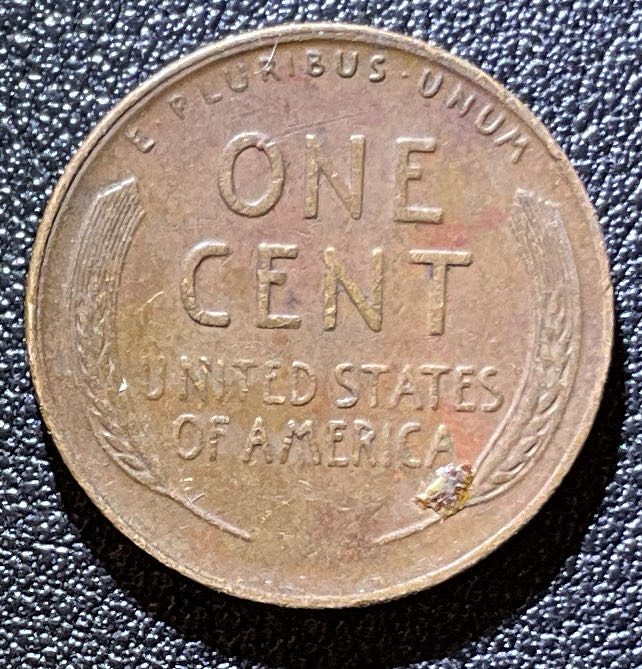 E · PLURIBUS · UNUM
ONE
CENT
UNITED STATES
OF AMERICA